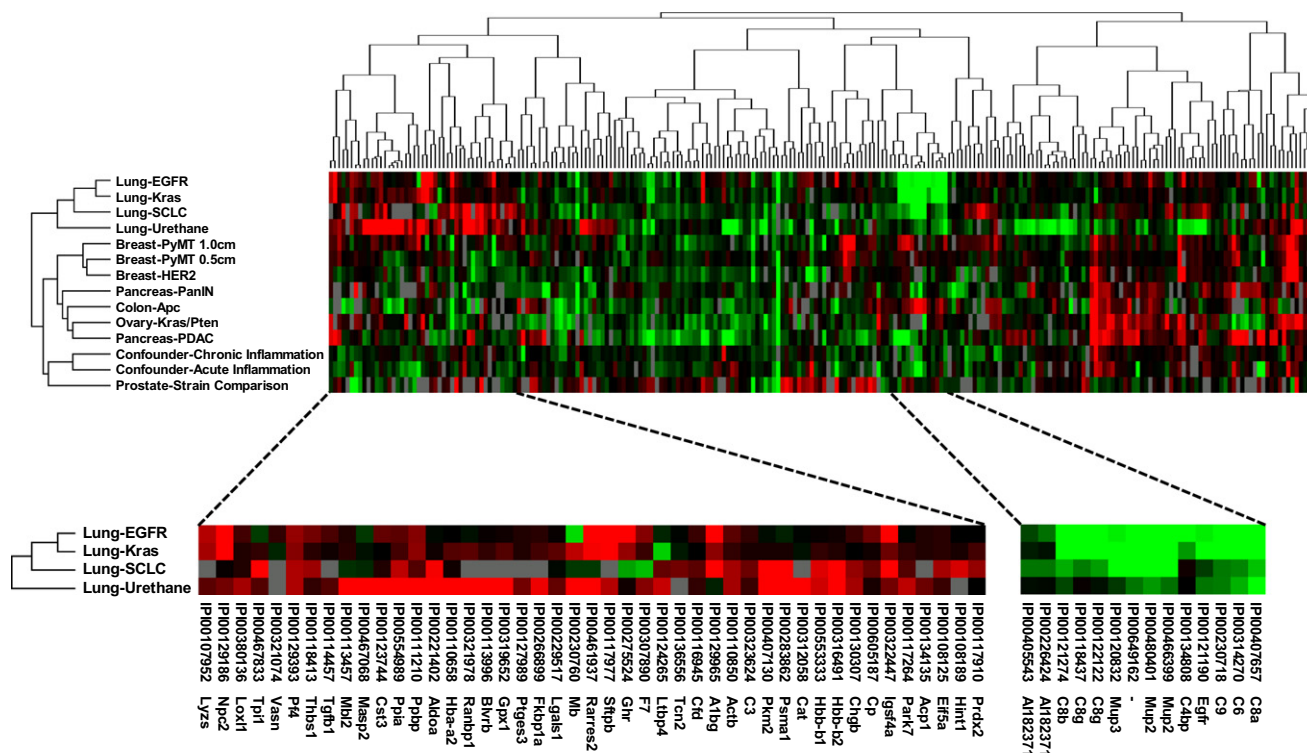 Lung-EGFR
Lung-Kras
Lung-SCLC
Lung-Urethane
Breast-PyMT 1.0cm
Breast-PyMT 0.5cm
Breast-HER2
Pancreas-PanIN
Colon-Apc
Ovary-Kras/Pten
Pancreas-PDAC
Confounder-Chronic Inflammation
Confounder-Acute Inflammation
Prostate-Strain Comparison
Lung-EGFR
Lung-Kras
Lung-SCLC
Lung-Urethane
IPI00107952 Lyzs
IPI00129186 Npc2
IPI00380136 Loxl1
IPI00467833 Tpi1
IPI00321074 Vasn
IPI00129393 Pf4
IPI00118413 Thbs1
IPI00114457 Tgfb1
IPI00113457 Mbl2
IPI00467068 Masp2
IPI00123744 Cst3
IPI00554989 Ppia
IPI00111210 Ppbp
IPI00221402 Aldoa
IPI00110658 Hba-a2
IPI00321978 Ranbp1
IPI00113996 Blvrb
IPI00319652 Gpx1
IPI00127989 Ptges3
IPI00266899 Fkbp1a
IPI00229517 Lgals1
IPI00230760 Mb
IPI00461937 Rarres2
IPI00117977 Sftpb
IPI00275524 Ghr
IPI00307890 F7
IPI00124265 Ltbp4
IPI00136556 Tcn2
IPI00116945 Cfd
IPI00129965 A1bg
IPI00110850 Actb
IPI00323624 C3
IPI00407130 Pkm2
IPI00283862 Psma1
IPI00312058 Cat
IPI00553333 Hbb-b1
IPI00316491 Hbb-b2
IPI00130307 Chgb
IPI00605187 Cp
IPI00322447 Igsf4a
IPI00117264 Park7
IPI00134135 Acp1
IPI00108125 Eif5a
IPI00108189 Hint1
IPI00117910 Prdx2
IPI00405543 AI182371
IPI00226424 AI182371
IPI00121274 C8b
IPI00118437 C8g
IPI00122122 C8g
IPI00120832 Mup3
IPI00649162 -
IPI00480401 Mup2
IPI00466399 Mup2
IPI00134808 C4bp
IPI00121190 Egfr
IPI00230718 C9
IPI00314270 C6
IPI00407657 C8a